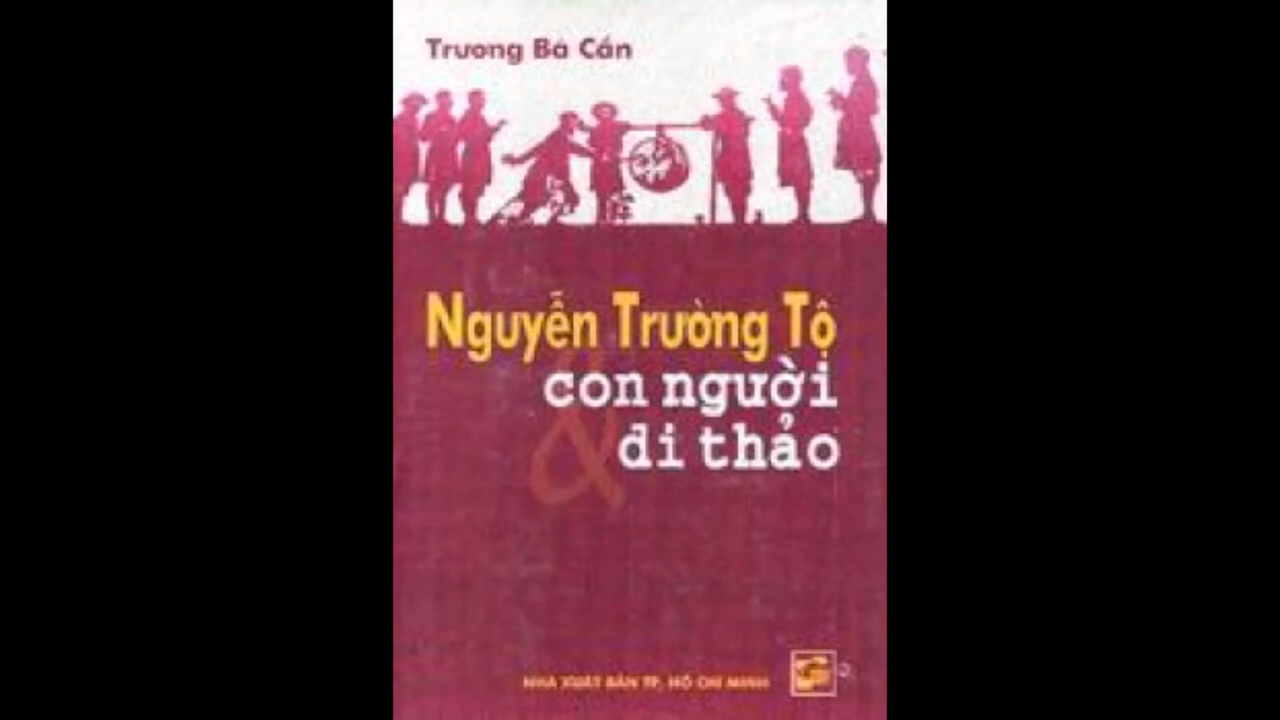 Trương Bá Cần
Nguyễn Trường Tộ
con người
& di thảo
NHÀ XUẤT BẢN TP, HỒ CHÍ MINH